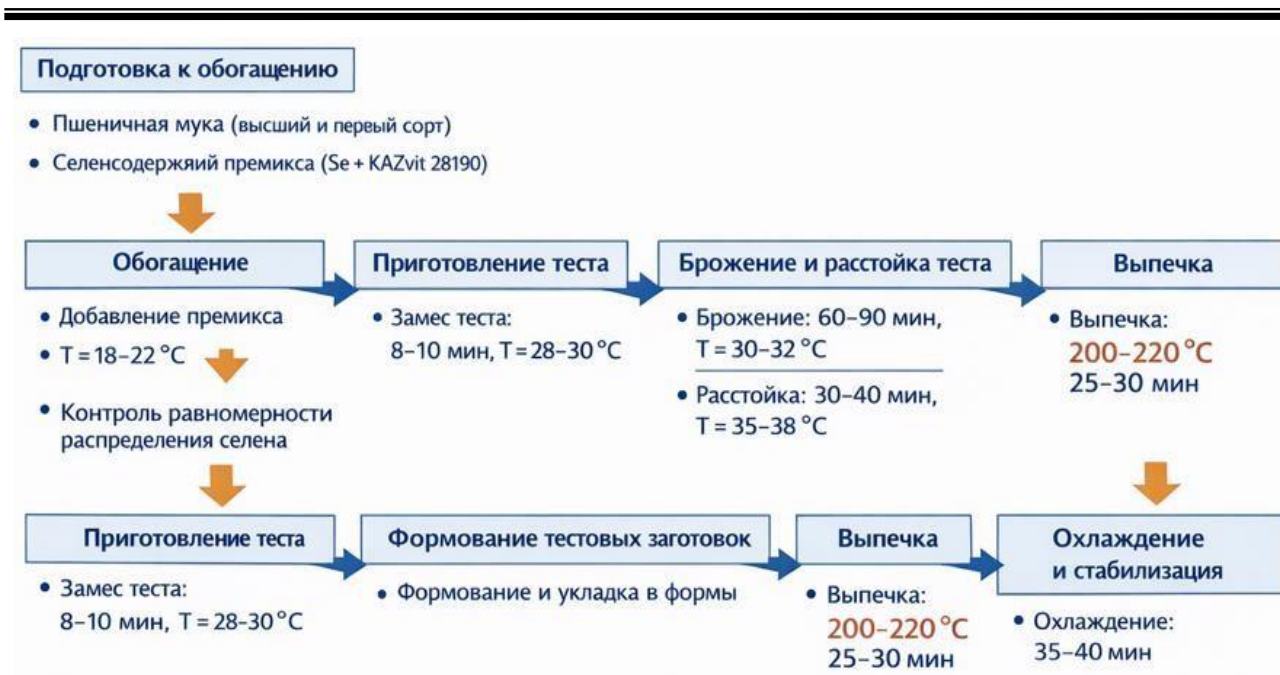 Подготовка к обогащению
• Пшеничная мука (высший и первый сорт)
• Селенсодержяий премикса (Se + KAZvit 28190)
Обогащение
• Добавление премикса
• T = 18–22 °C
• Контроль равномерности
распределения селена
Приготовление теста
• Замес теста:
8–10 мин, T = 28–30 °C
Брожение и расстойка теста
• Брожение: 60–90 мин,
T = 30–32 °C
• Расстойка: 30–40 мин,
T = 35–38 °C
Выпечка
• Выпечка:
200–220 °C
25–30 мин
Приготовление теста
• Замес теста:
8–10 мин, T = 28-30 °C
Формование тестовых заготовок
• Формование и укладка в формы
Выпечка
• Выпечка:
200–220 °C
25–30 мин
Охлаждение
и стабилизация
• Охлаждение:
35–40 мин